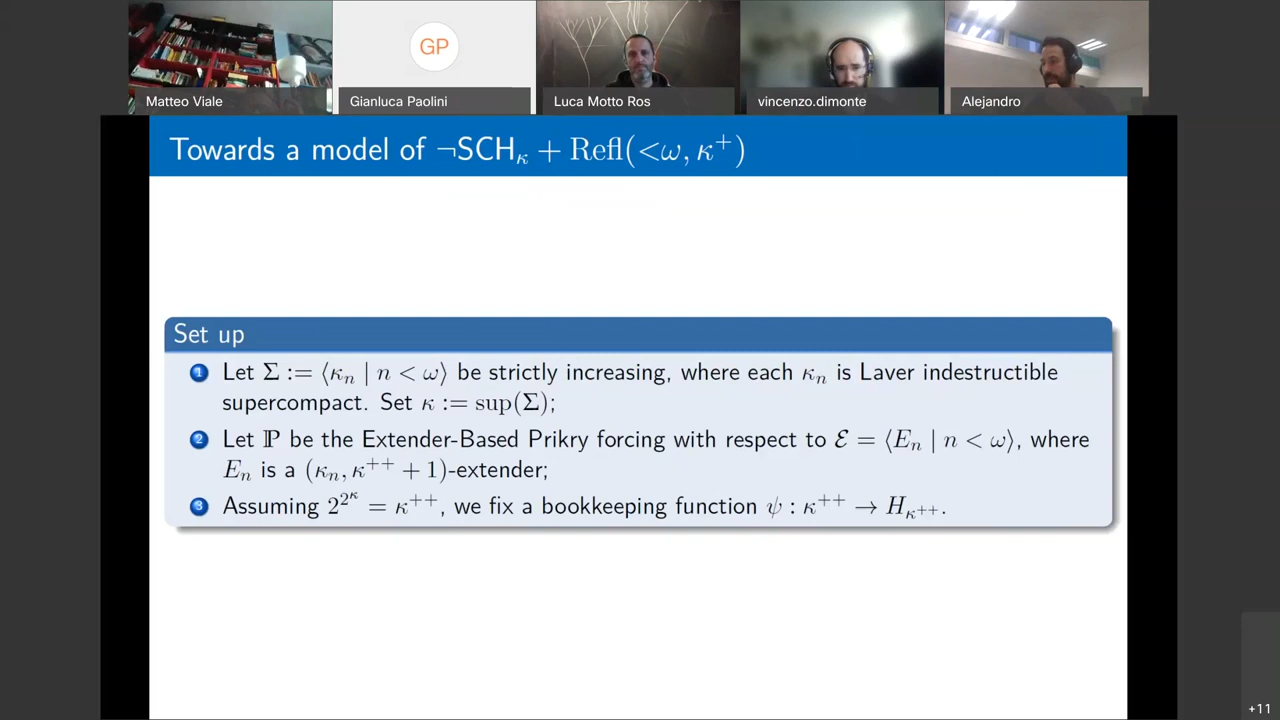 GP
Matteo Viale
Gianluca Paolini
Luca Motto Ros
vincenzo.dimonte
Alejandro
Towards a model of ¬SCH_κ + Refl(<ω, κ⁺)
Set up
1 Let Σ := ⟨κ_n | n < ω⟩ be strictly increasing, where each κ_n is Laver indestructible
supercompact. Set κ := sup(Σ);
2 Let ℙ be the Extender-Based Prikry forcing with respect to ℰ = ⟨E_n | n < ω⟩, where
E_n is a (κ_n, κ⁺⁺ + 1)-extender;
3 Assuming 2^{2^κ} = κ⁺⁺, we fix a bookkeeping function ψ : κ⁺⁺ → H_{κ⁺⁺}.
+11